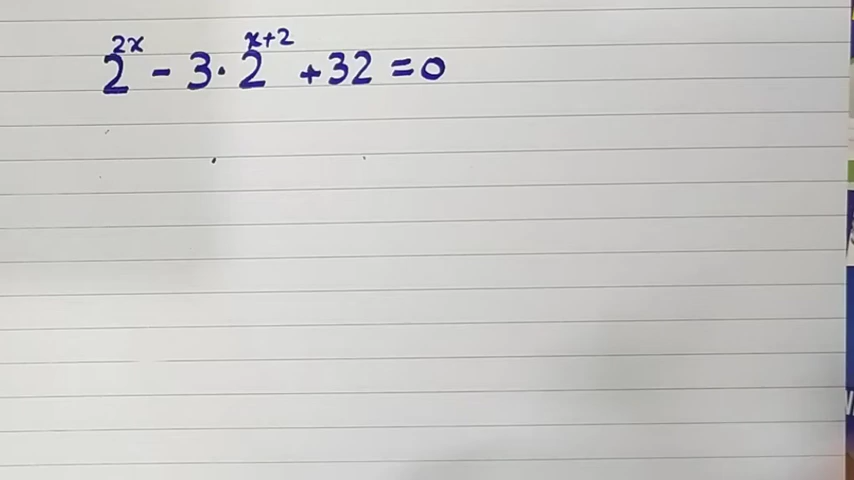 2^{2x} - 3 · 2^{x+2} + 32 = 0